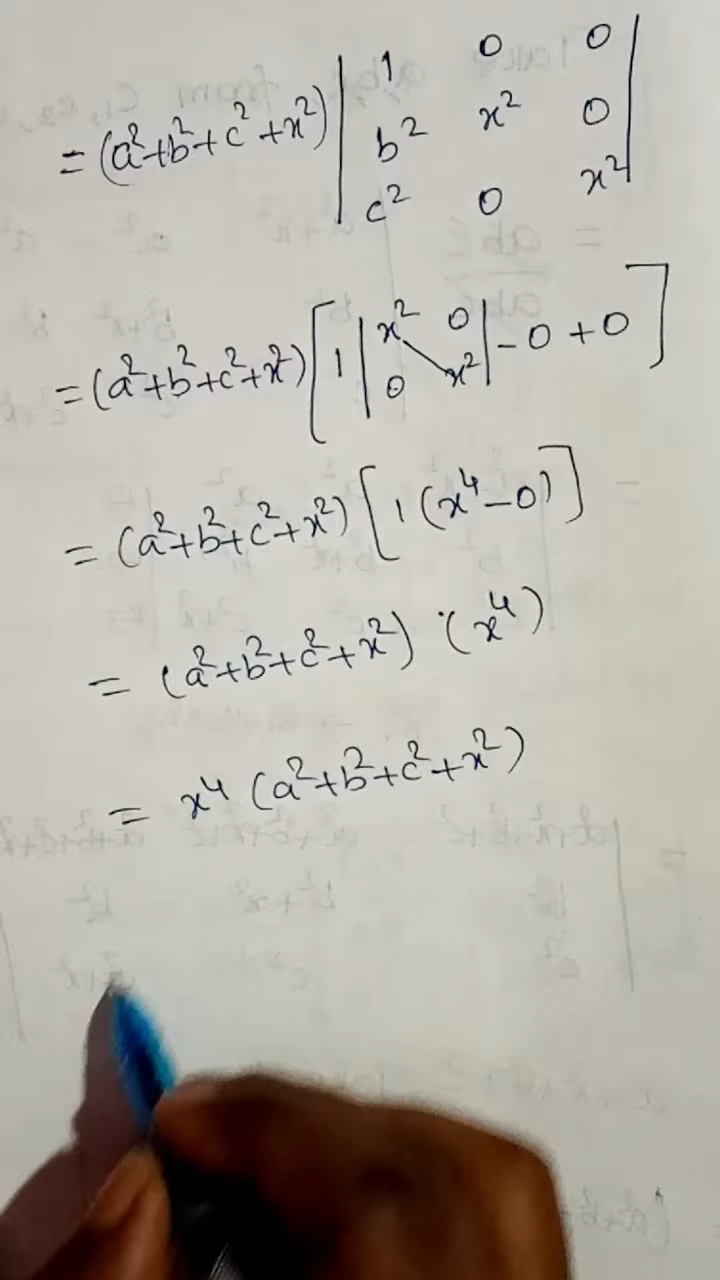 = (a²+b²+c²+x²) | 1 0 0 |
| b² x² 0 |
| c² 0 x² |
= (a²+b²+c²+x²) [ 1 | x² 0 | - 0 + 0 ]
| 0 x² |
= (a²+b²+c²+x²) [ 1 (x⁴-0) ]
= (a²+b²+c²+x²) · (x⁴)
= x⁴ (a²+b²+c²+x²)